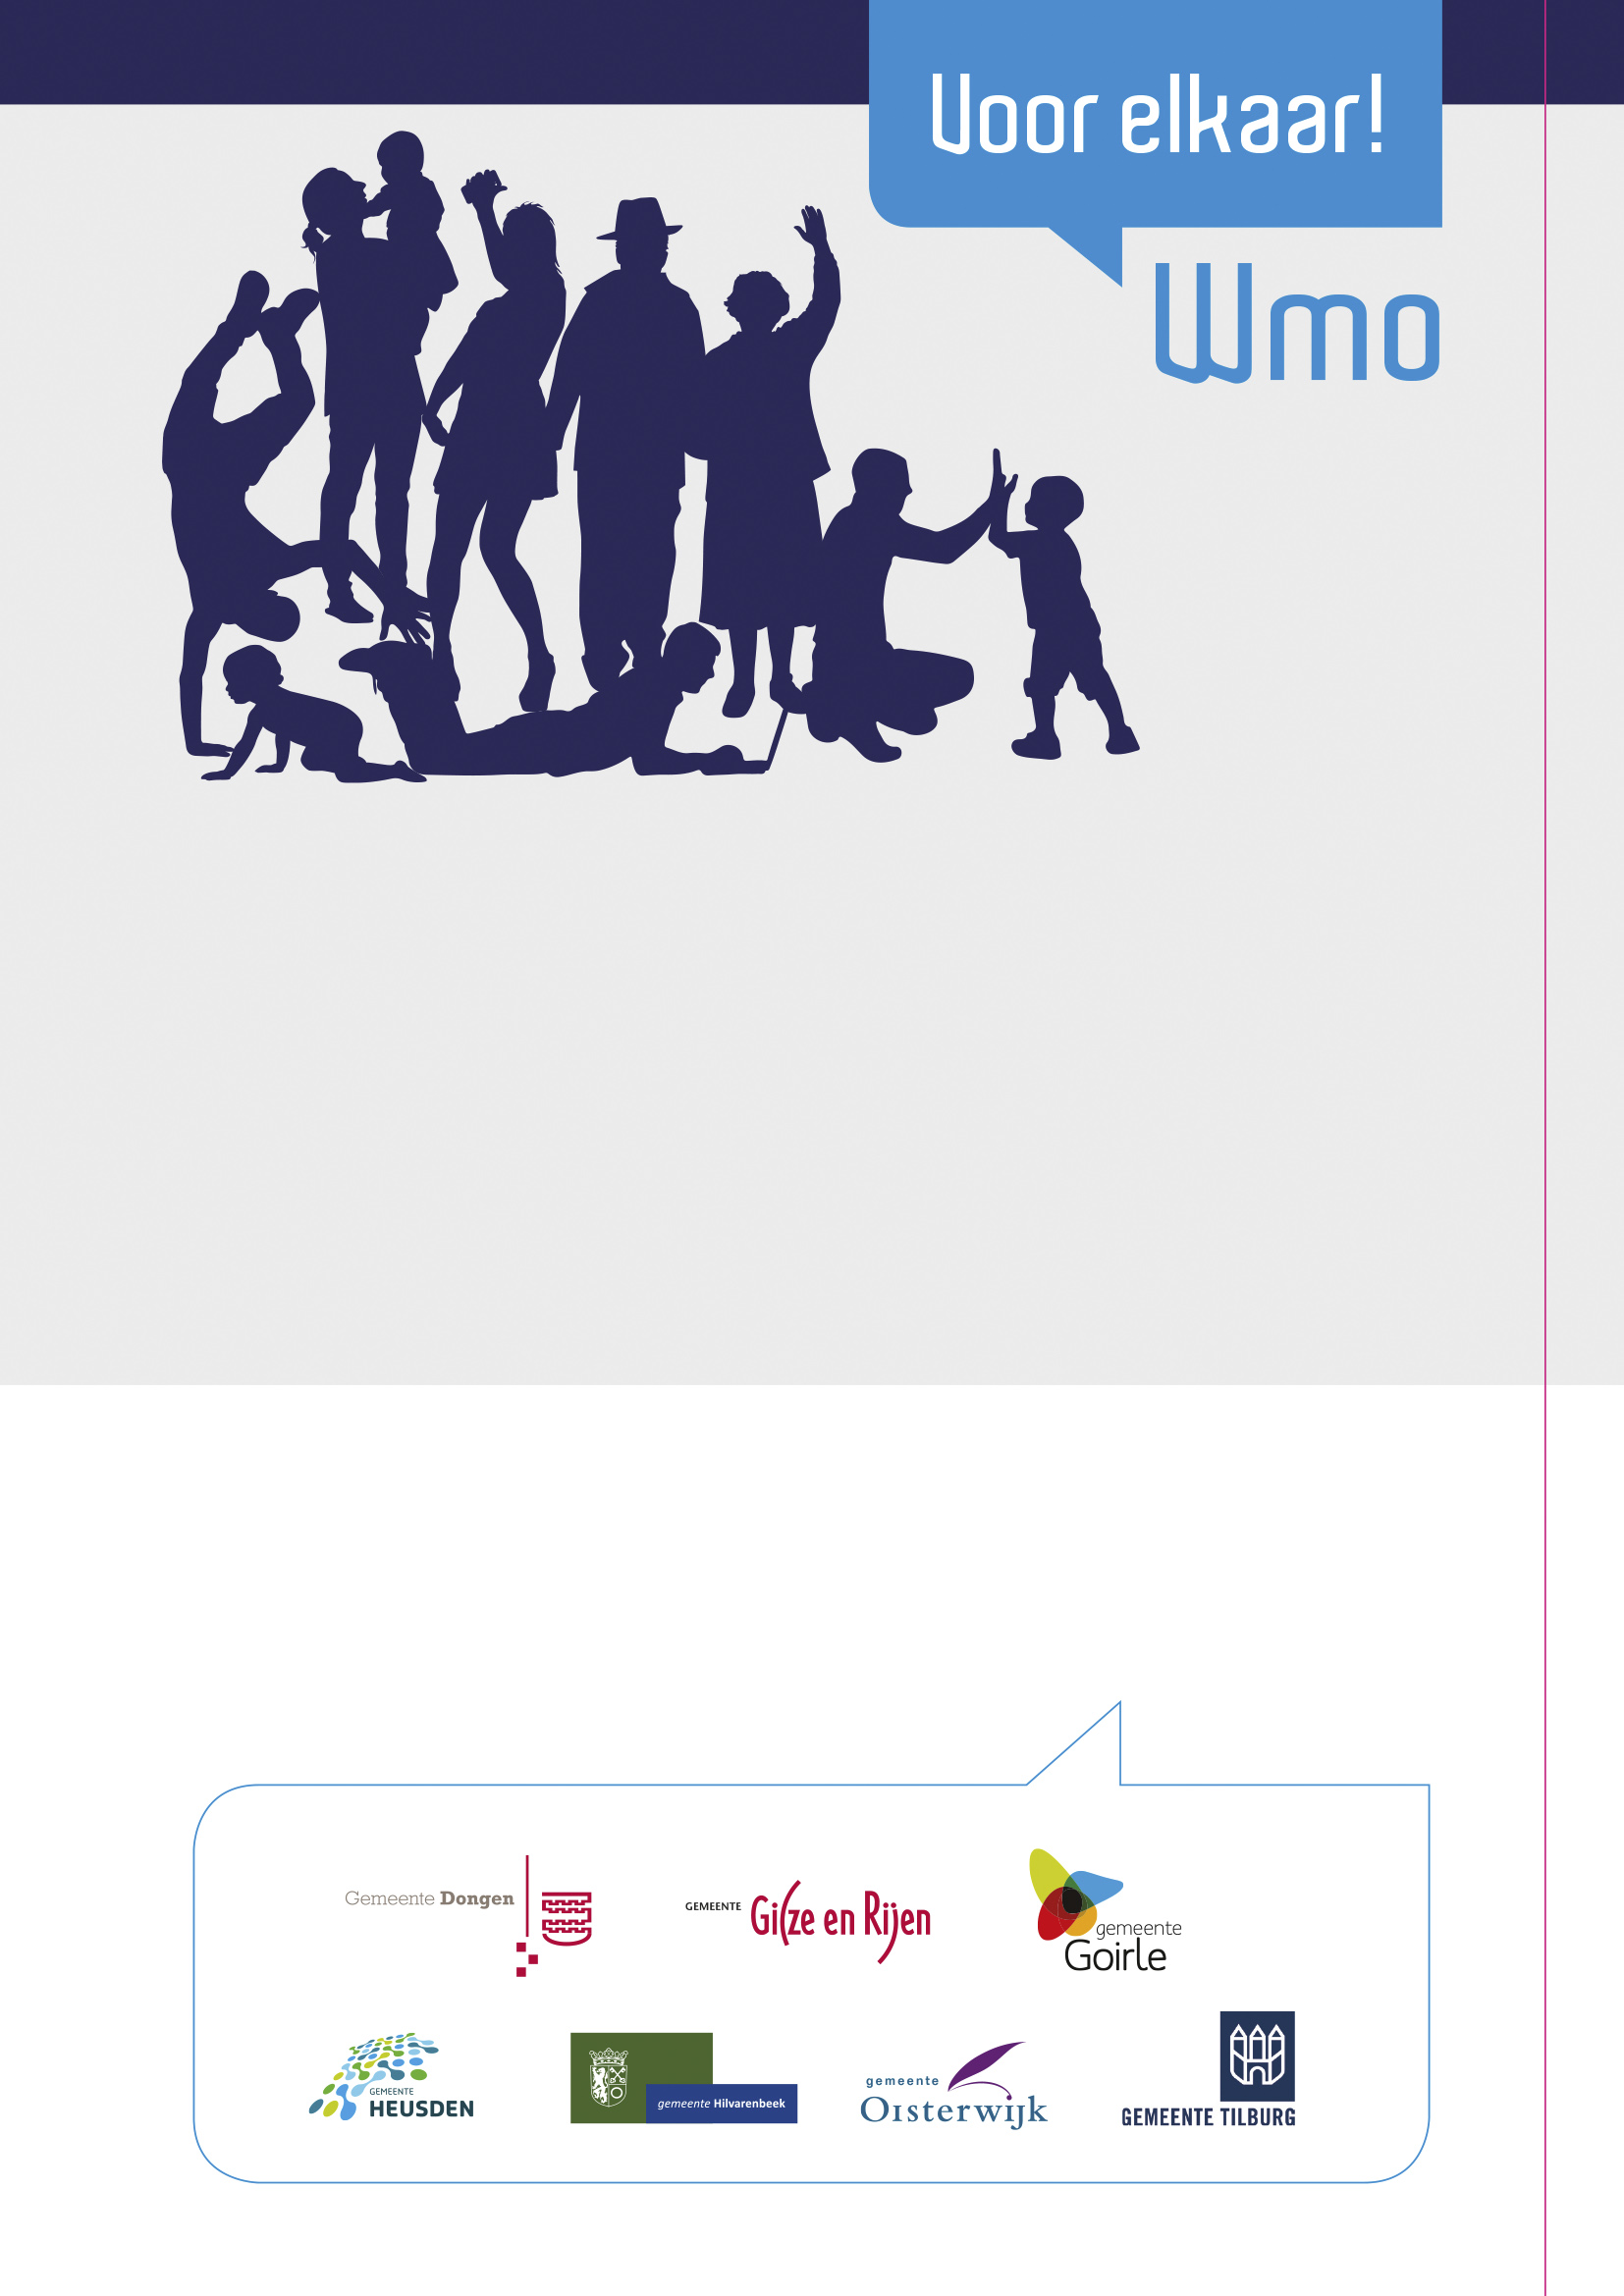 Voor elkaar!
Wmo
Gemeente Dongen
GEMEENTE Gilze en Rijen
gemeente
Goirle
GEMEENTE
HEUSDEN
gemeente Hilvarenbeek
gemeente
Oisterwijk
GEMEENTE TILBURG